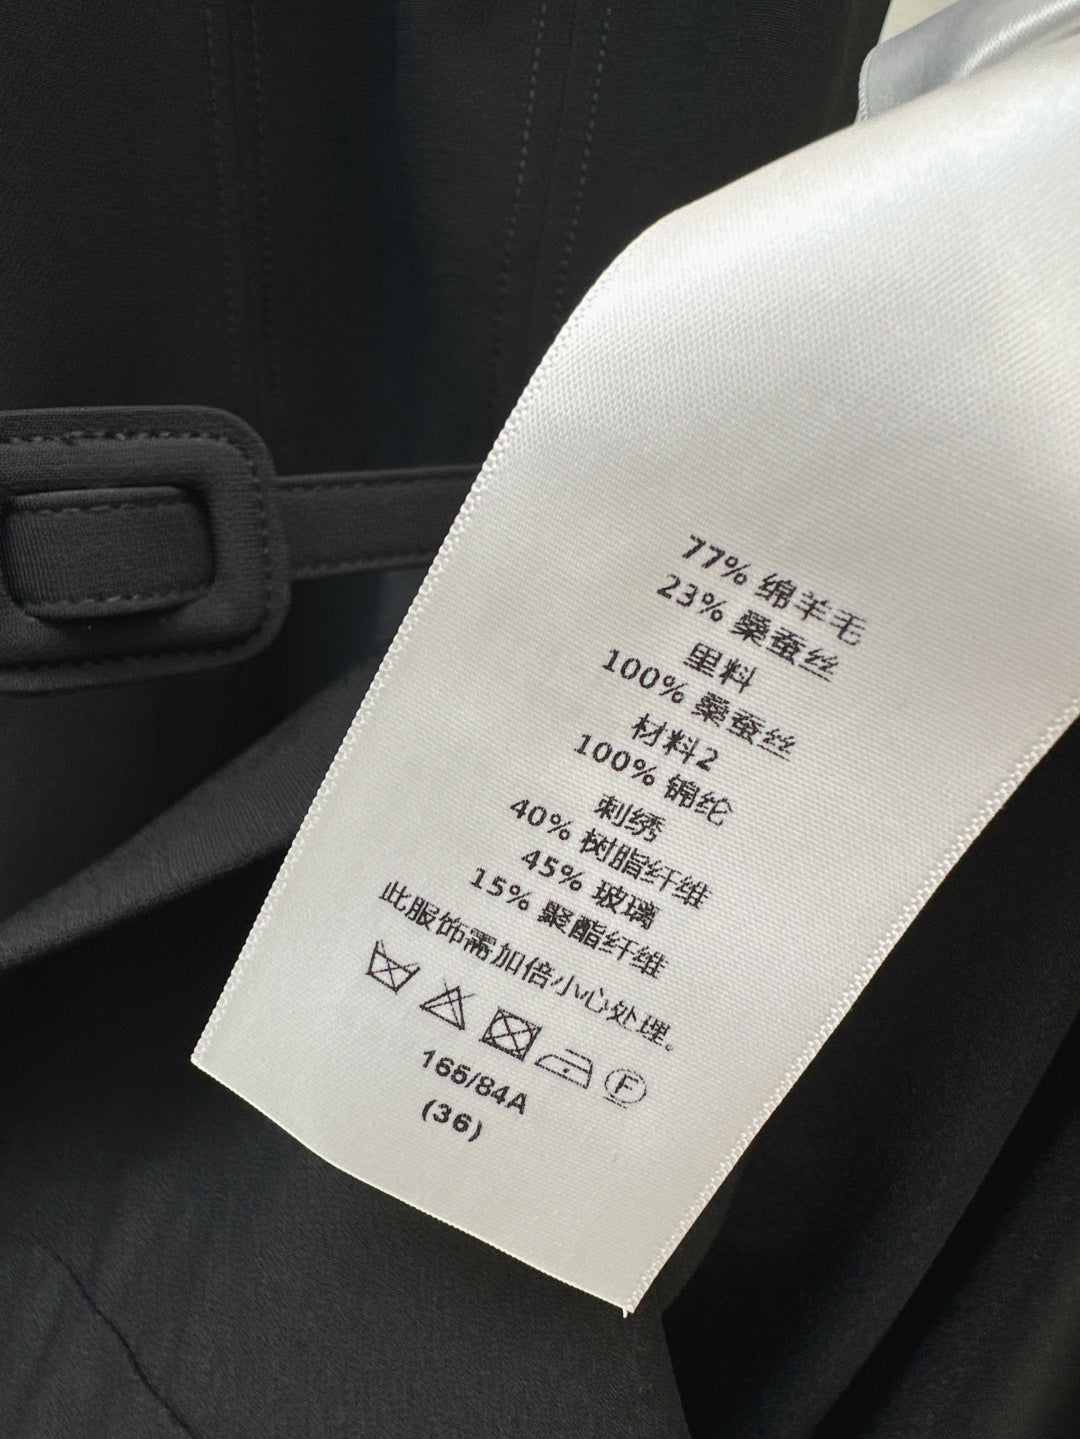 77% 绵羊毛
23% 桑蚕丝
里料
100% 桑蚕丝
材料2
100% 锦纶
刺绣
40% 树脂纤维
45% 玻璃
15% 聚酯纤维
此服饰需加倍小心处理。
F
165/84A
(36)